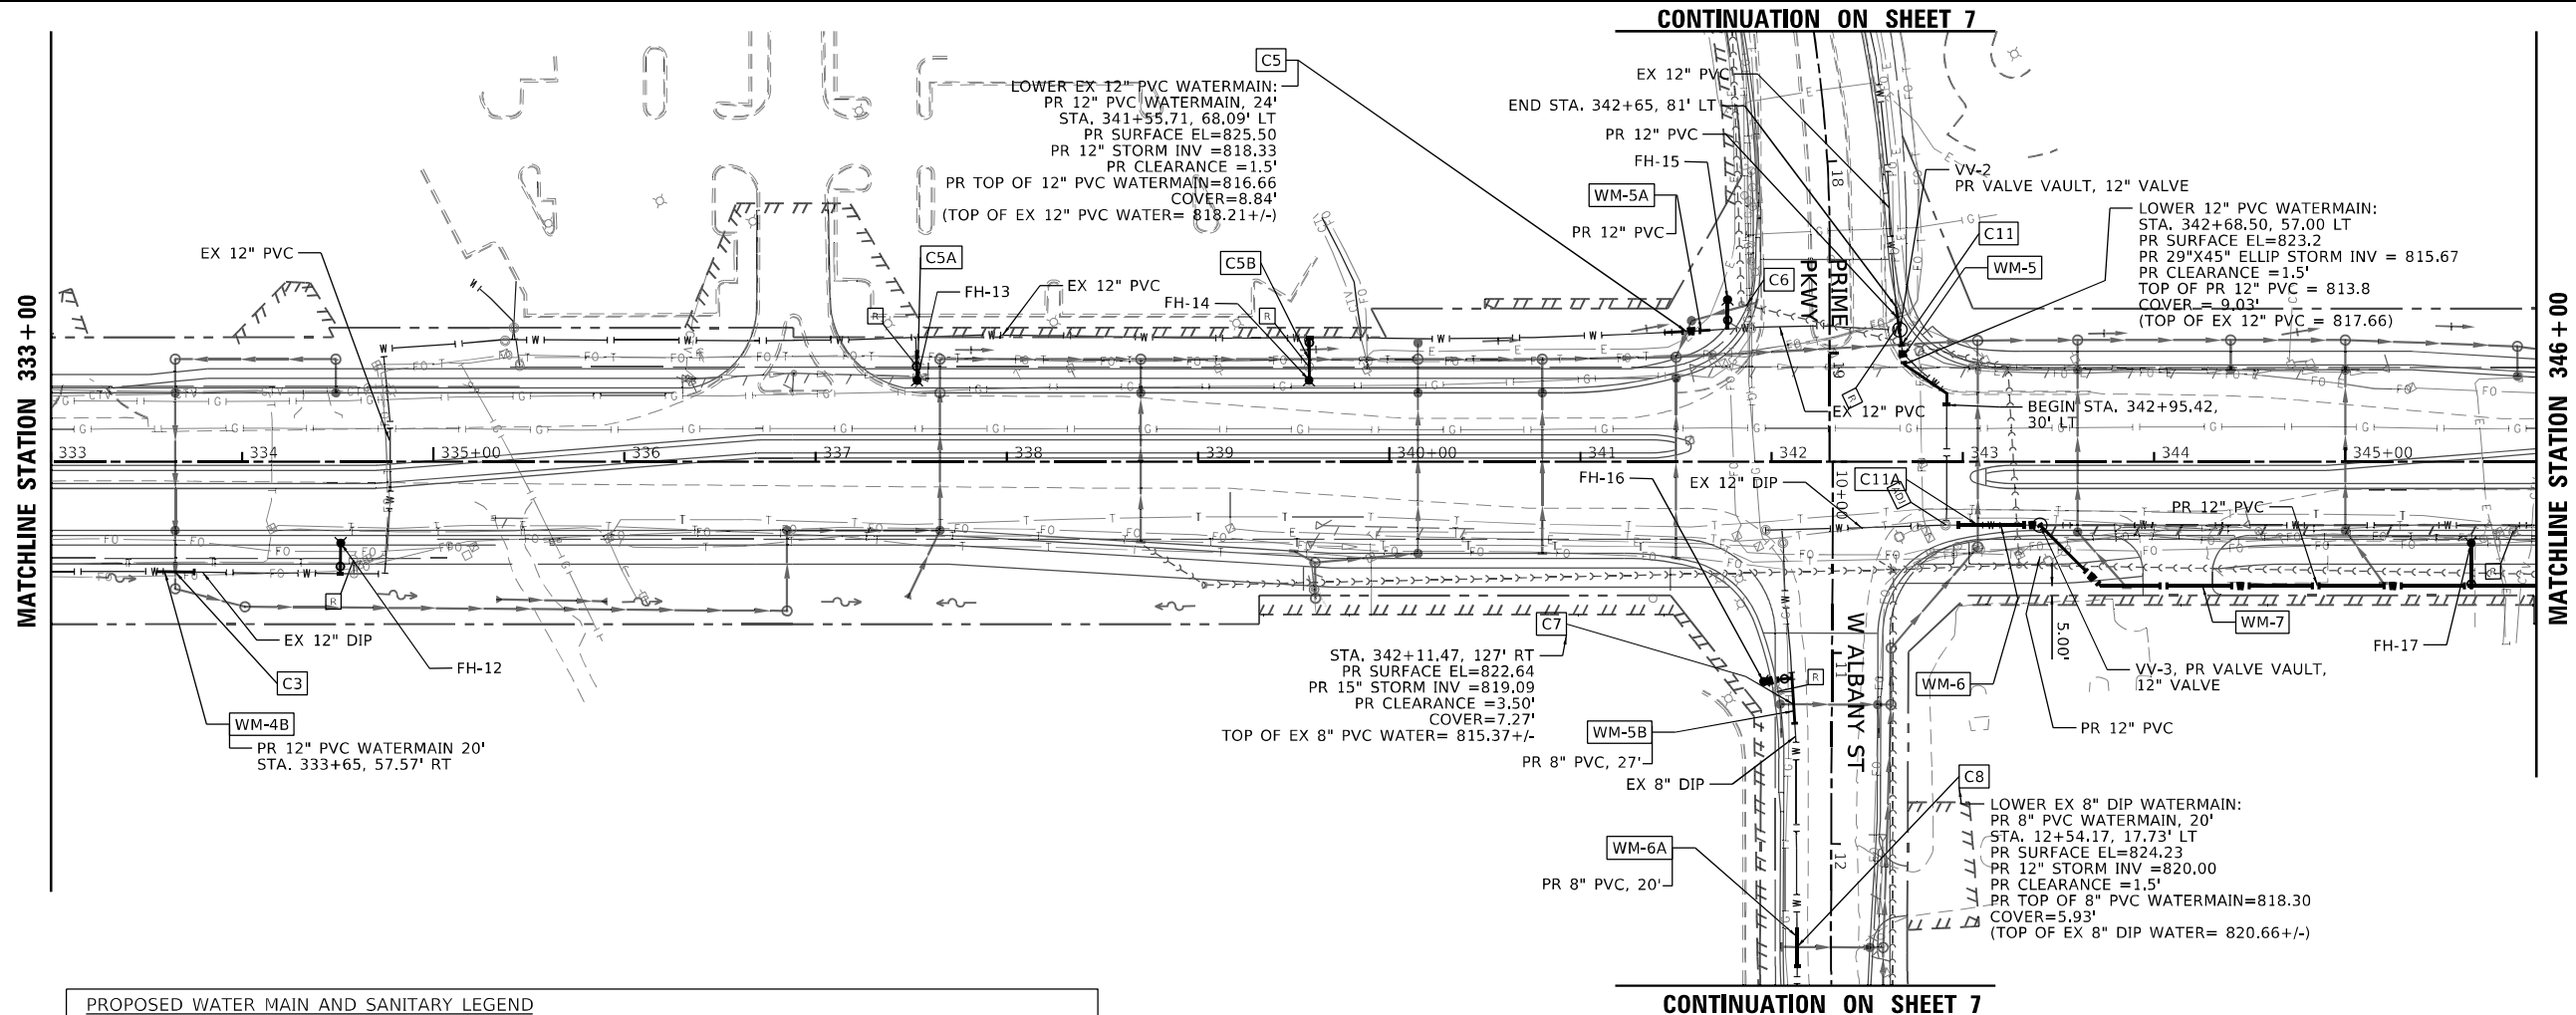 CONTINUATION ON SHEET 7
MATCHLINE STATION 333+00
MATCHLINE STATION 346+00
C5
LOWER EX 12" PVC WATERMAIN:
PR 12" PVC WATERMAIN, 24'
STA. 341+55.71, 68.09' LT
PR SURFACE EL=825.50
PR 12" STORM INV =818.33
PR CLEARANCE =1.5'
PR TOP OF 12" PVC WATERMAIN=816.66
COVER=8.84'
(TOP OF EX 12" PVC WATER= 818.21+/-)
EX 12" PVC
END STA. 342+65, 81' LT
PR 12" PVC
FH-15
WM-5A
PR 12" PVC
VV-2
PR VALVE VAULT, 12" VALVE
LOWER 12" PVC WATERMAIN:
STA. 342+68.50, 57.00 LT
PR SURFACE EL=823.2
PR 29"X45" ELLIP STORM INV = 815.67
PR CLEARANCE =1.5'
TOP OF PR 12" PVC = 813.8
COVER = 9.03'
(TOP OF EX 12" PVC = 817.66)
C11
WM-5
C6
PRIME
PKWY
18
19
EX 12" PVC
C5A
FH-13
EX 12" PVC
C5B
FH-14
R
R
R
EX 12" PVC
BEGIN STA. 342+95.42,
30' LT
333
334
335+00
336
337
338
339
340+00
341
342
343
344
345+00
10+00
FH-16
EX 12" DIP
C11A
ADJ
PR 12" PVC
R
EX 12" DIP
FH-12
R
C3
WM-4B
PR 12" PVC WATERMAIN 20'
STA. 333+65, 57.57' RT
C7
STA. 342+11.47, 127' RT
PR SURFACE EL=822.64
PR 15" STORM INV =819.09
PR CLEARANCE =3.50'
COVER=7.27'
TOP OF EX 8" PVC WATER= 815.37+/-
R
11
W ALBANY ST
WM-5B
PR 8" PVC, 27'
EX 8" DIP
WM-6
5.00'
WM-7
FH-17
VV-3, PR VALVE VAULT,
12" VALVE
PR 12" PVC
12
WM-6A
PR 8" PVC, 20'
C8
LOWER EX 8" DIP WATERMAIN:
PR 8" PVC WATERMAIN, 20'
STA. 12+54.17, 17.73' LT
PR SURFACE EL=824.23
PR 12" STORM INV =820.00
PR CLEARANCE =1.5'
PR TOP OF 8" PVC WATERMAIN=818.30
COVER=5.93'
(TOP OF EX 8" DIP WATER= 820.66+/-)
PROPOSED WATER MAIN AND SANITARY LEGEND
CONTINUATION ON SHEET 7